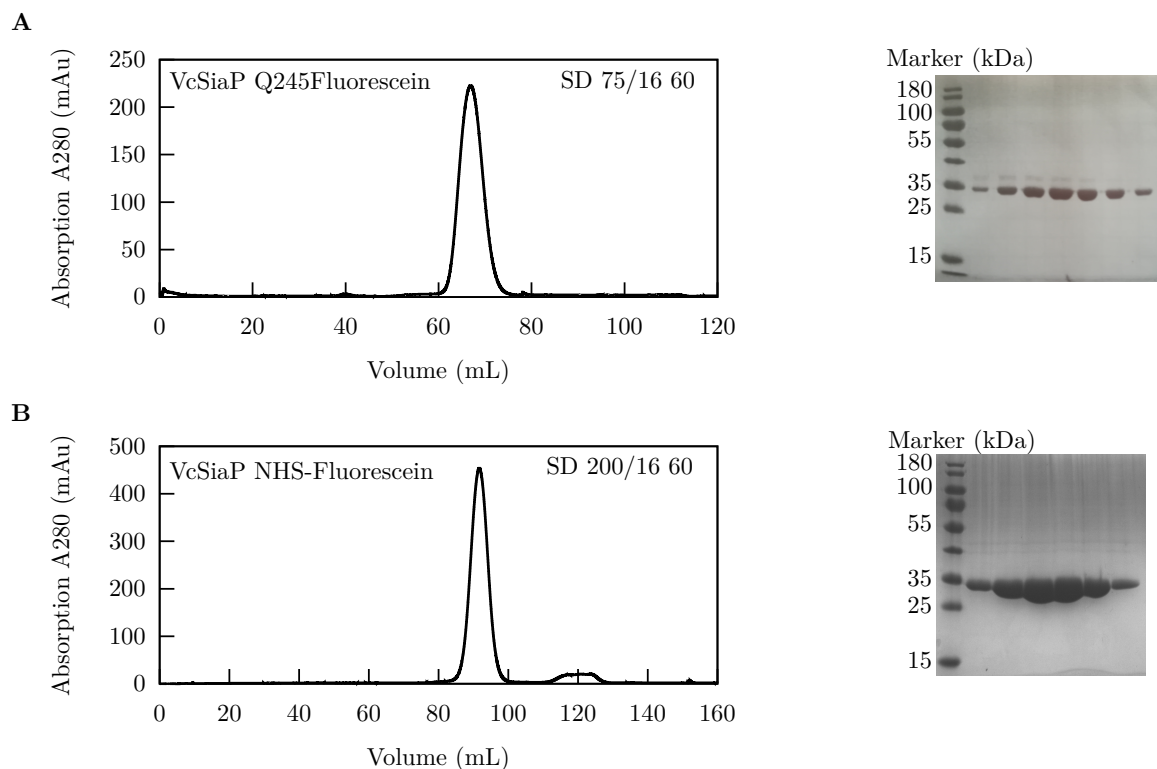 A
Absorption A280 (mAu)
250
200
150
100
50
0
VcSiaP Q245Fluorescein
SD 75/16 60
0 20 40 60 80 100 120
Volume (mL)
Marker (kDa)
180
100
55
35
25
15
B
Absorption A280 (mAu)
500
400
300
200
100
0
VcSiaP NHS-Fluorescein
SD 200/16 60
0 20 40 60 80 100 120 140 160
Volume (mL)
Marker (kDa)
180
100
55
35
25
15